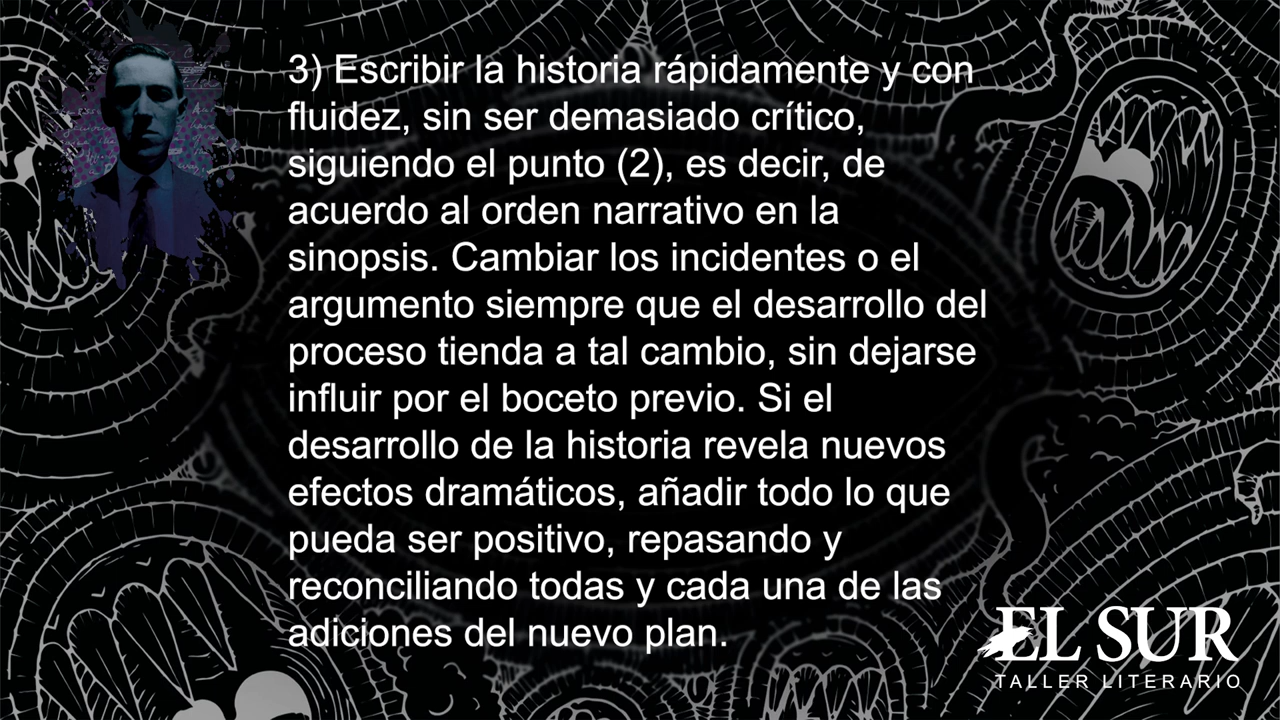 3) Escribir la historia rápidamente y con
fluidez, sin ser demasiado crítico,
siguiendo el punto (2), es decir, de
acuerdo al orden narrativo en la
sinopsis. Cambiar los incidentes o el
argumento siempre que el desarrollo del
proceso tienda a tal cambio, sin dejarse
influir por el boceto previo. Si el
desarrollo de la historia revela nuevos
efectos dramáticos, añadir todo lo que
pueda ser positivo, repasando y
reconciliando todas y cada una de las
adiciones del nuevo plan.
EL SUR
TALLER LITERARIO